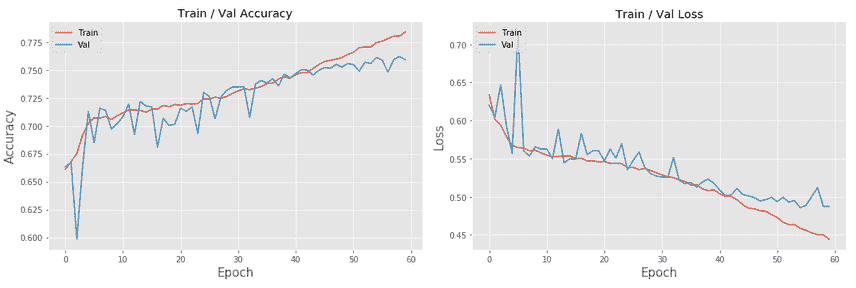 Train / Val Accuracy
Train
Val
0.775
0.750
0.725
0.700
0.675
0.650
0.625
0.600
Accuracy
0
10
20
30
40
50
60
Epoch
Train / Val Loss
Train
Val
0.70
0.65
0.60
0.55
0.50
0.45
Loss
0
10
20
30
40
50
60
Epoch